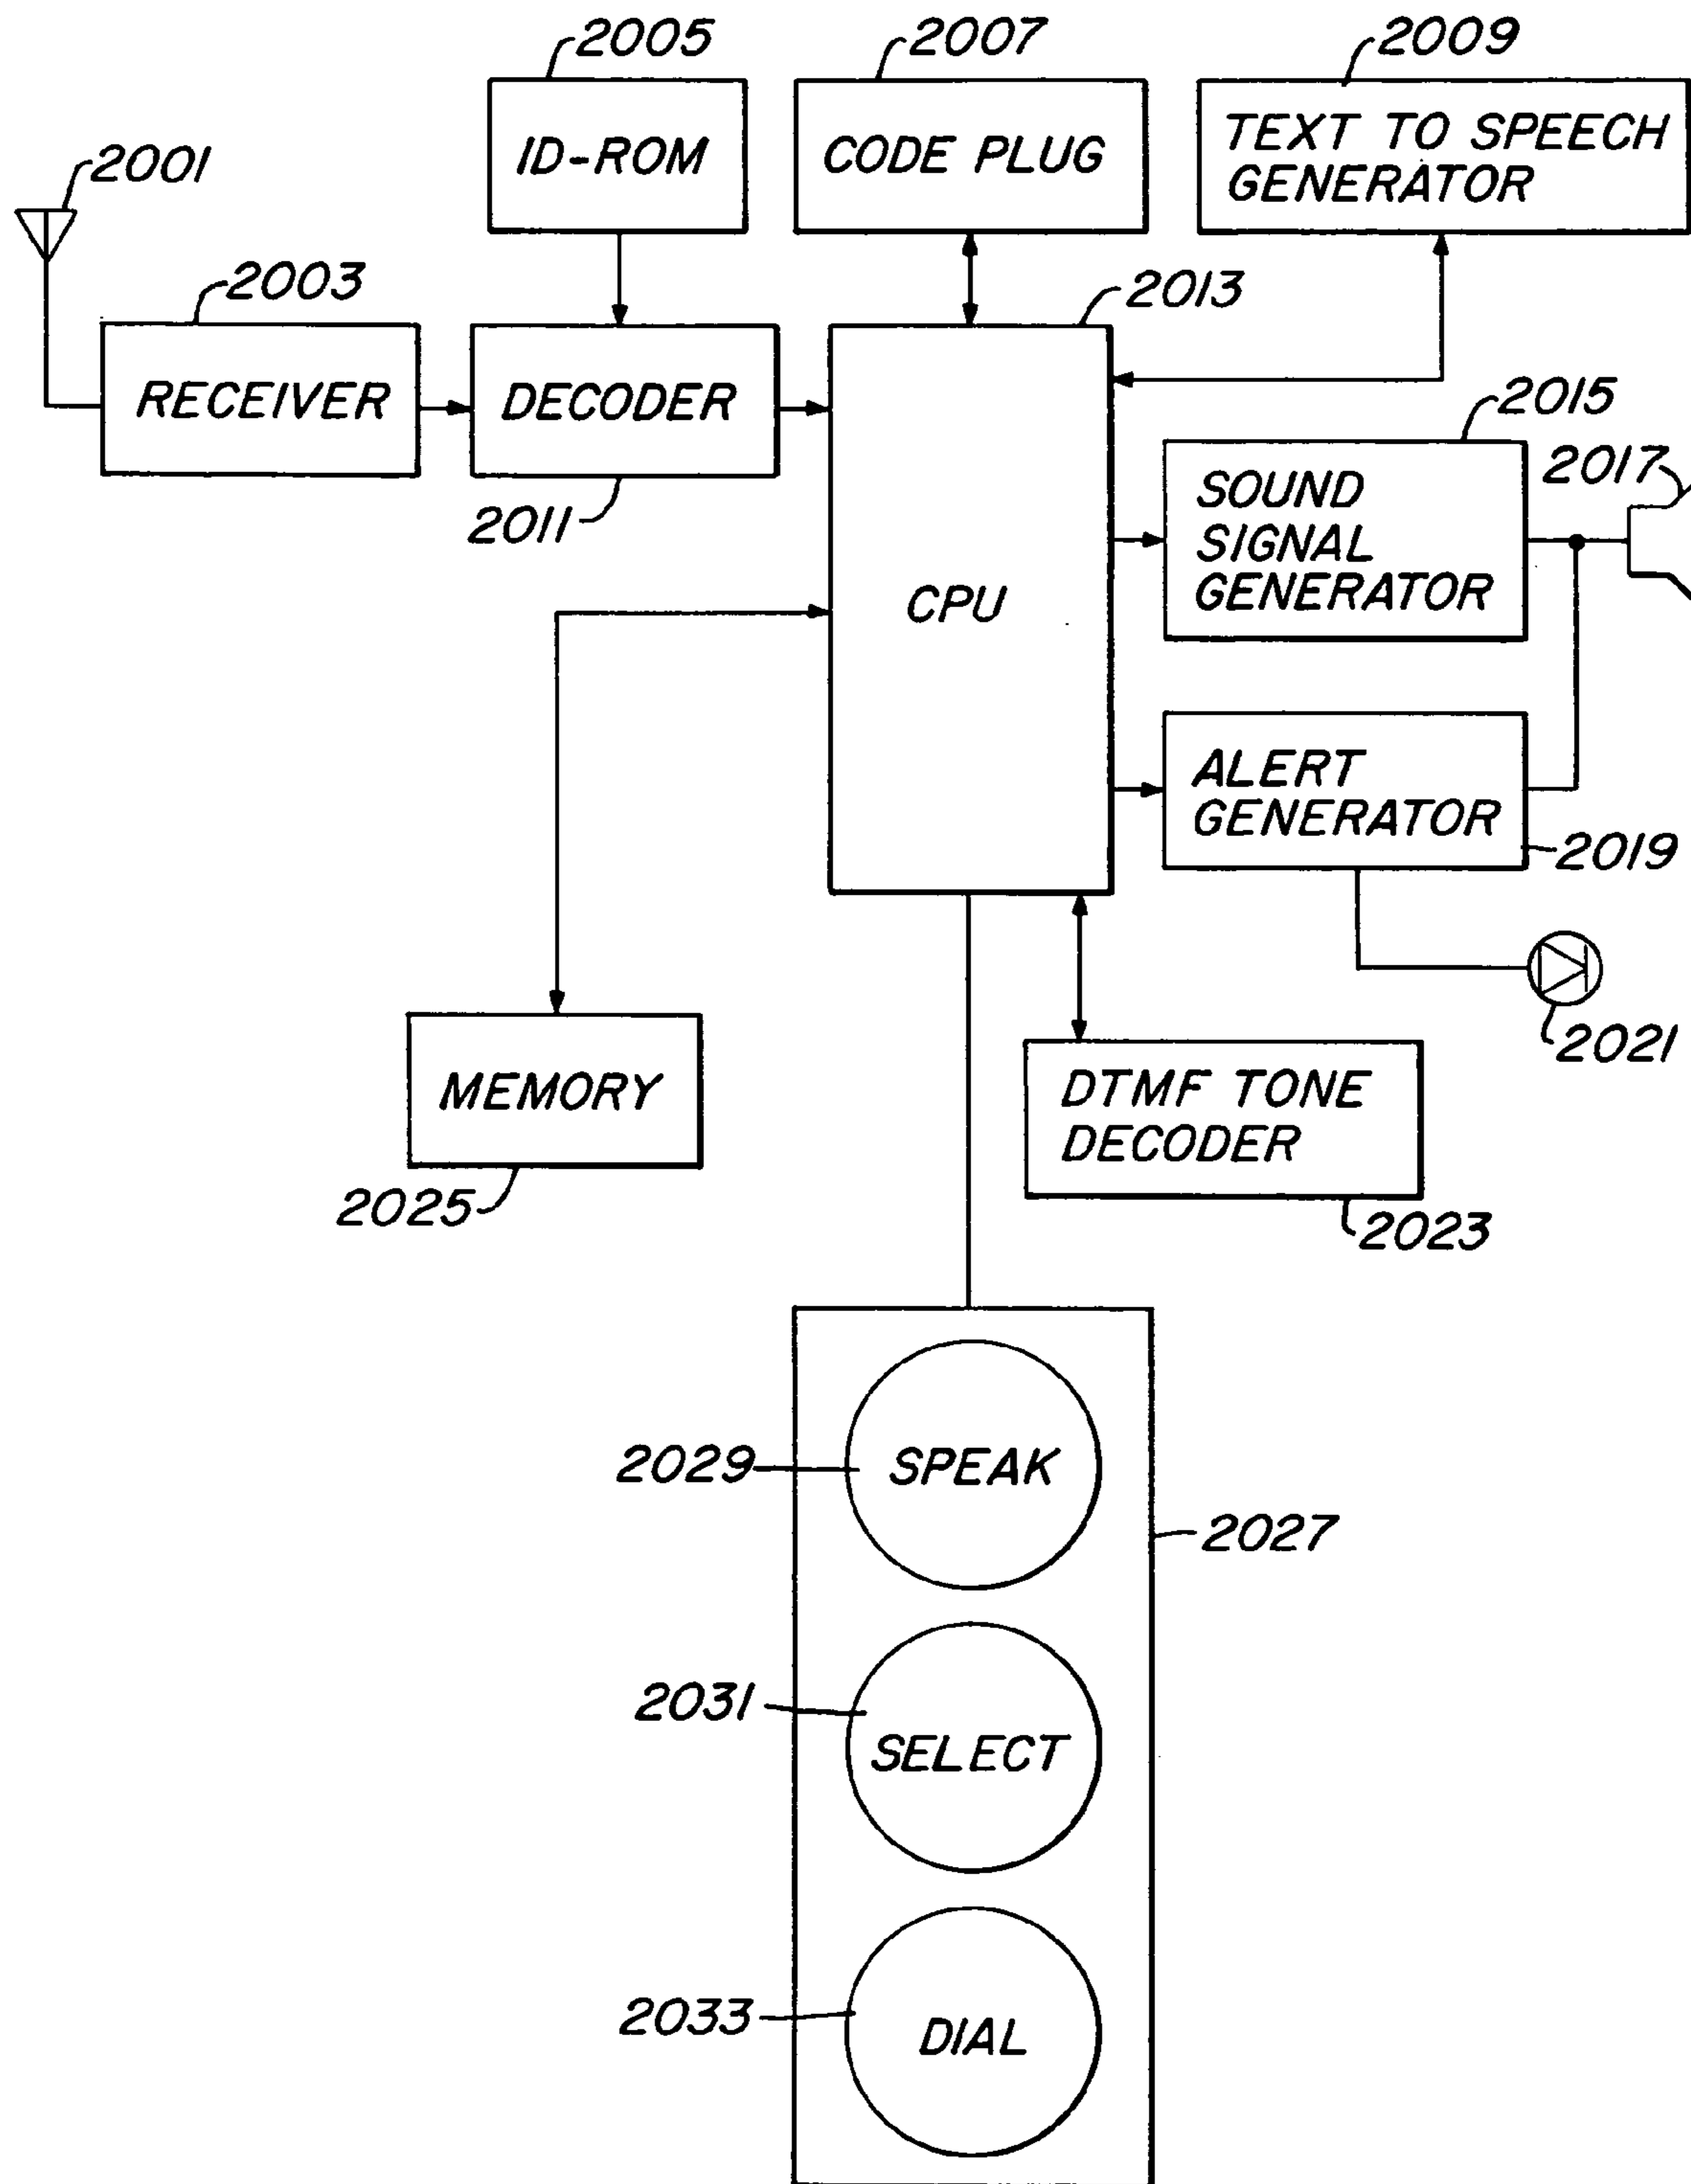 2005
2007
2009
ID-ROM
CODE PLUG
TEXT TO SPEECH
GENERATOR
2001
2003
2013
RECEIVER
DECODER
2011
CPU
2015
SOUND
SIGNAL
GENERATOR
2017
ALERT
GENERATOR
2019
2021
MEMORY
2025
DTMF TONE
DECODER
2023
2029
SPEAK
2027
2031
SELECT
2033
DIAL